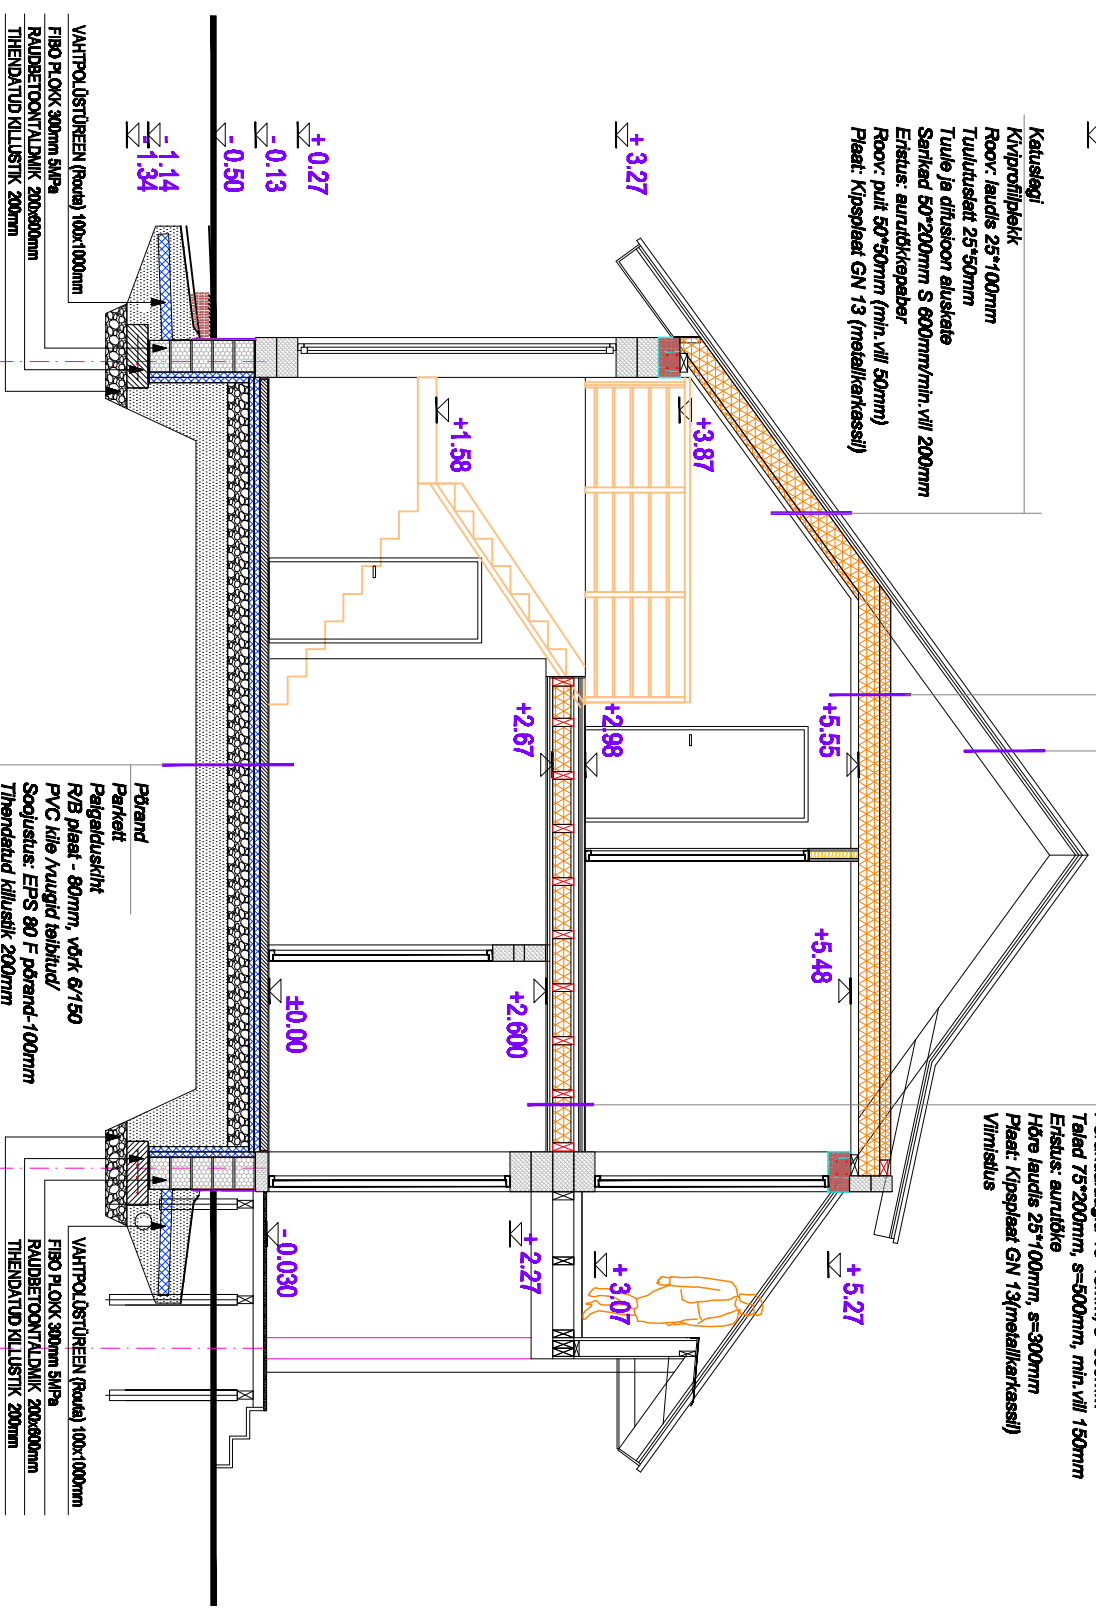 Katuslagi
Kiviprofiilplekk
Roov: laudis 25*100mm
Tuulutuslatt 25*50mm
Tuule ja difusioon aluskate
Sarikad 50*200mm S 600mm/min.vill 200mm
Eristus: aurutõkkepaber
Roov: puit 50*50mm (min.vill 50mm)
Plaat: Kipsplaat GN 13 (metallkarkassil)
Talad 75*200mm, s=500mm, min.vill 150mm
Eristus: aurutõke
Hõre laudis 25*100mm, s=300mm
Plaat: Kipsplaat GN 13(metallkarkassil)
Viimistlus
+ 3.27
+ 0.27
- 0.13
- 0.50
- 1.14
- 1.34
+3.87
+1.58
+5.55
+2.98
+2.67
+5.48
+2.600
±0.00
+ 5.27
+ 3.07
+ 2.27
- 0.030
Põrand
Parkett
Paigalduskiht
R/B plaat - 80mm, võrk 6/150
PVC kile /vuugid teibitud/
Soojustus: EPS 80 F põrand-100mm
Tihendatud killustik 200mm
VAHTPOLÜSTÜREEN (Routa) 100x1000mm
FIBO PLOKK 300mm 5MPa
RAUDBETOONTALDMIK 200x600mm
TIHENDATUD KILLUSTIK 200mm
VAHTPOLÜSTÜREEN (Routa) 100x1000mm
FIBO PLOKK 300mm 5MPa
RAUDBETOONTALDMIK 200x600mm
TIHENDATUD KILLUSTIK 200mm